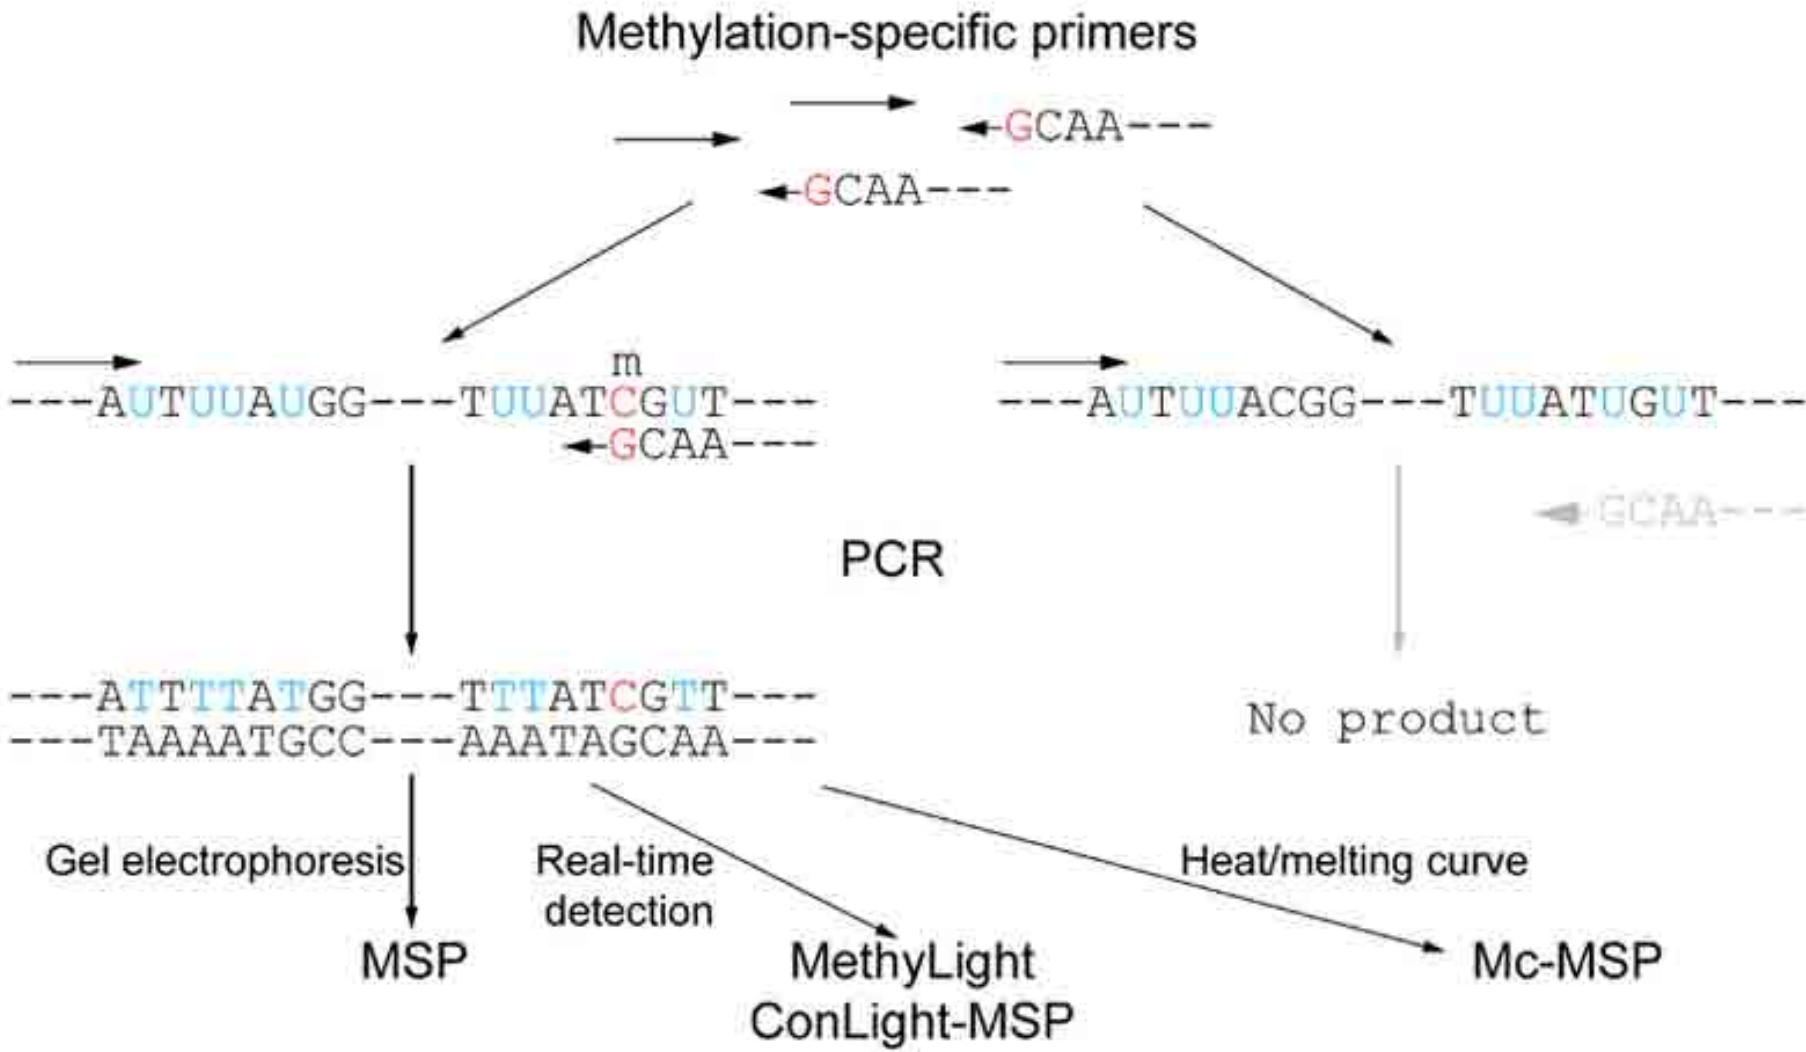 Methylation-specific primers
GCAA---
GCAA---
m
---AUTUUAUGG---TUUATCGUT---
GCAA---
---AUTUUACGG---TUUATUGUT---
GCAA---
PCR
---ATTTTATGG---TTTATCGTT---
---TAAAATGCC---AAATAGCAA---
No product
Gel electrophoresis
Real-time
detection
Heat/melting curve
MSP
MethyLight
ConLight-MSP
Mc-MSP